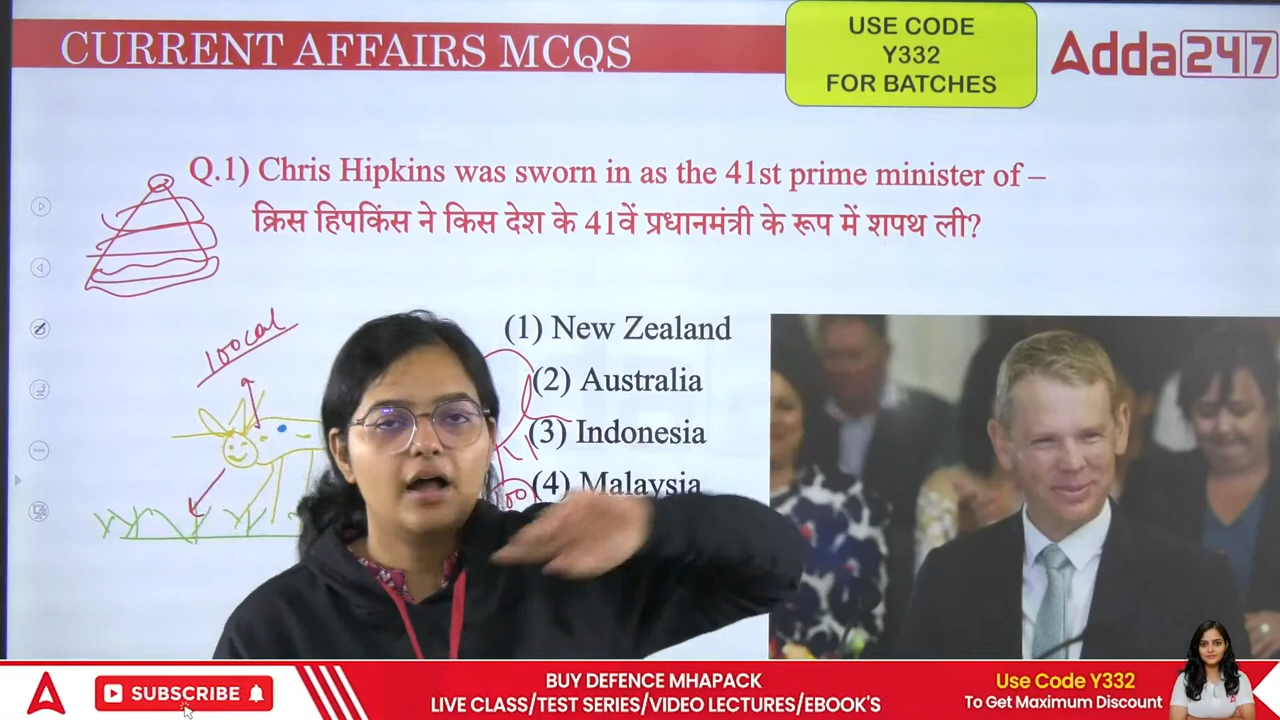 CURRENT AFFAIRS MCQS
USE CODE
Y332
FOR BATCHES
Adda247
Q.1) Chris Hipkins was sworn in as the 41st prime minister of –
क्रिस हिपकिंस ने किस देश के 41वें प्रधानमंत्री के रूप में शपथ ली?
100cal
(1) New Zealand
(2) Australia
(3) Indonesia
(4) Malaysia
BUY DEFENCE MHAPACK
LIVE CLASS/TEST SERIES/VIDEO LECTURES/EBOOK'S
SUBSCRIBE
Use Code Y332
To Get Maximum Discount